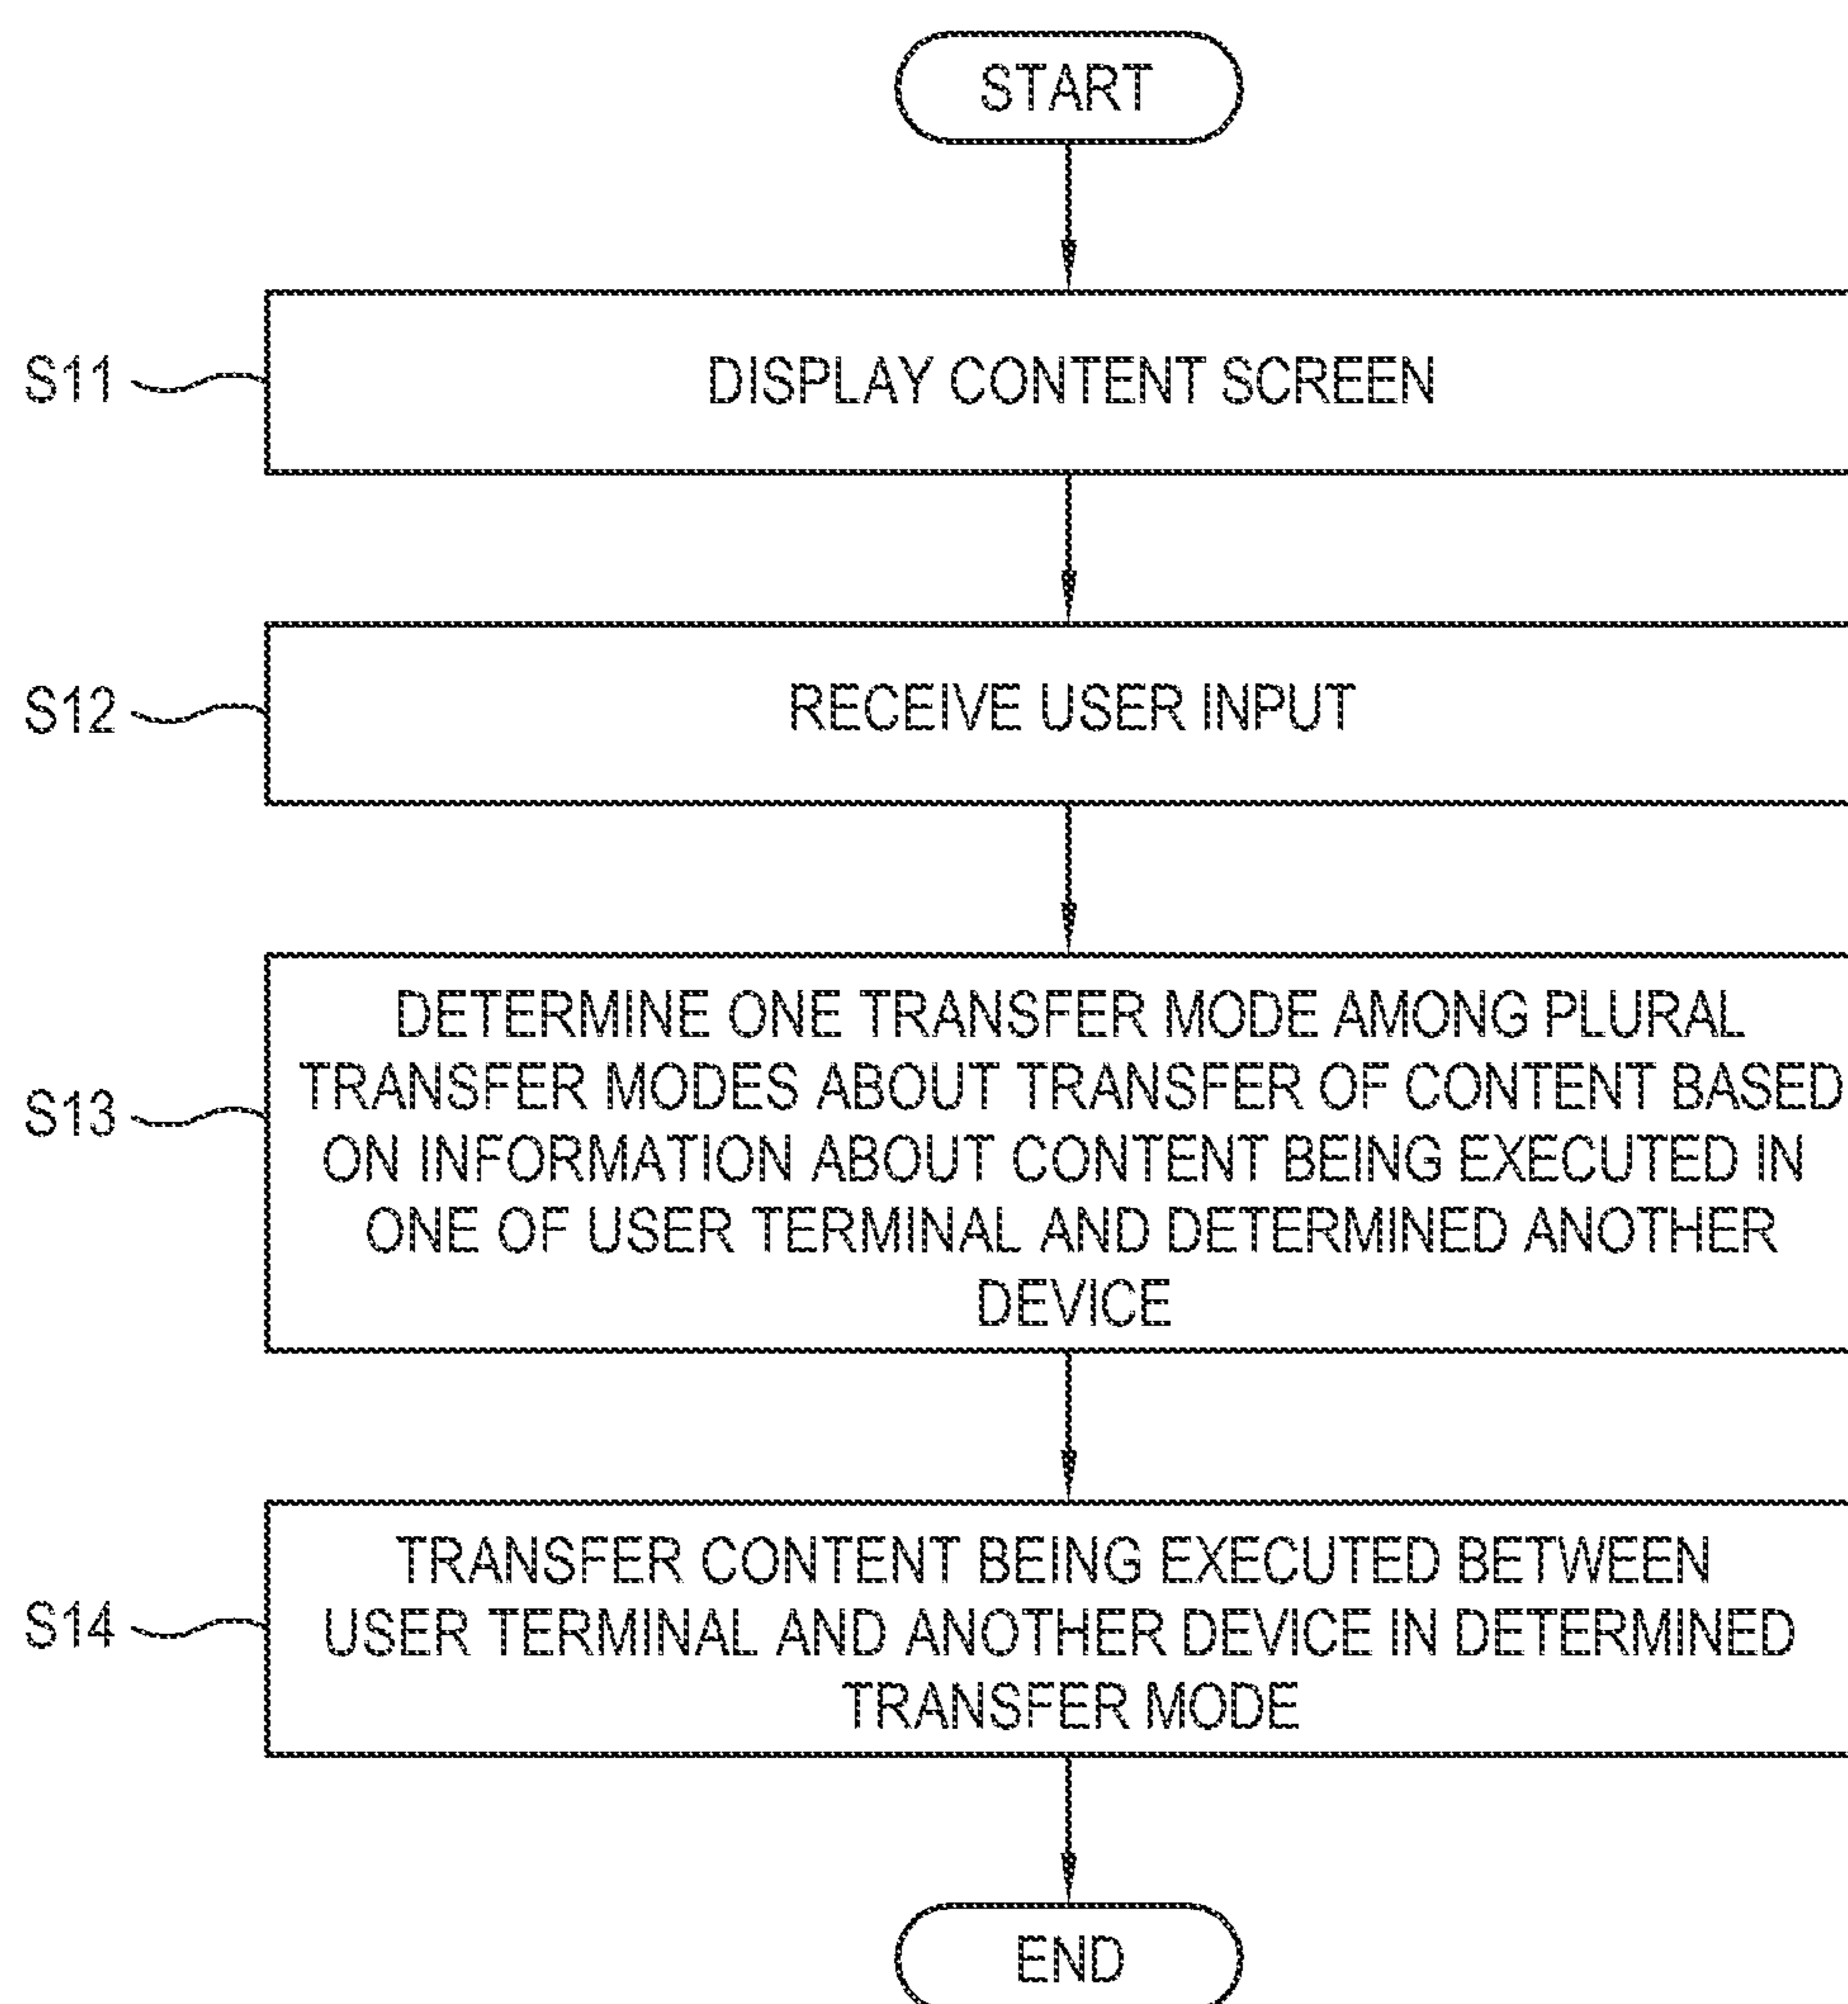 START
S11
DISPLAY CONTENT SCREEN
S12
RECEIVE USER INPUT
S13
DETERMINE ONE TRANSFER MODE AMONG PLURAL
TRANSFER MODES ABOUT TRANSFER OF CONTENT BASED
ON INFORMATION ABOUT CONTENT BEING EXECUTED IN
ONE OF USER TERMINAL AND DETERMINED ANOTHER
DEVICE
S14
TRANSFER CONTENT BEING EXECUTED BETWEEN
USER TERMINAL AND ANOTHER DEVICE IN DETERMINED
TRANSFER MODE
END